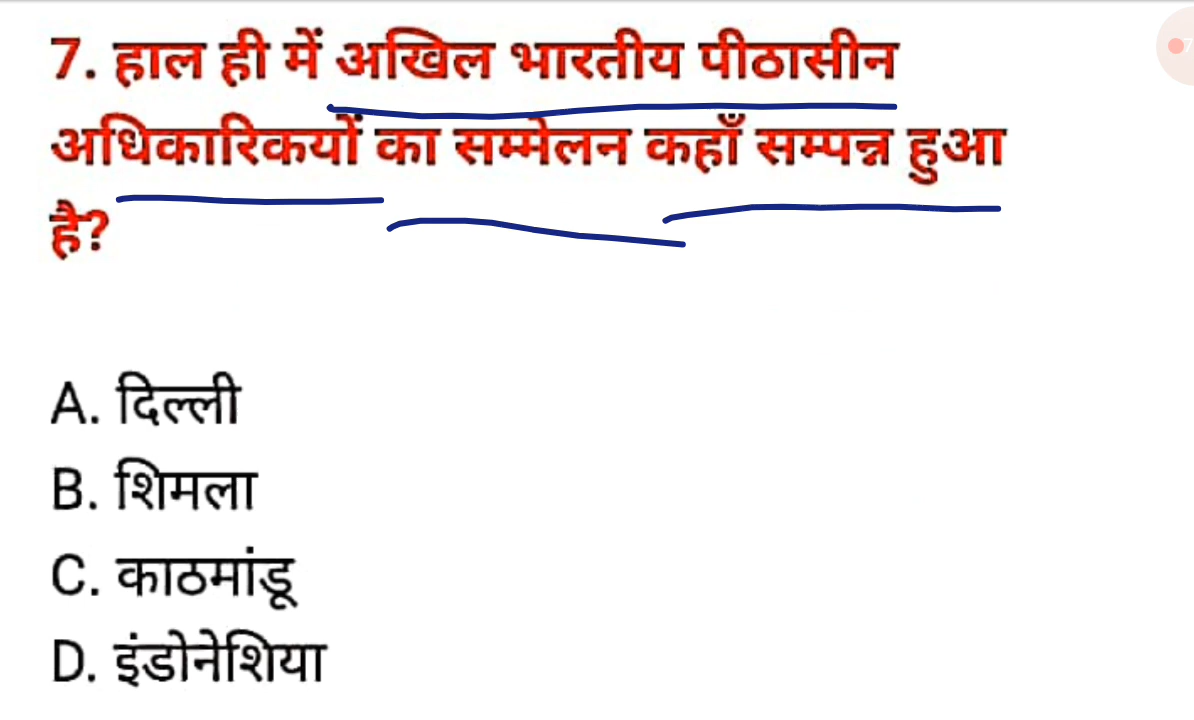 7. हाल ही में अखिल भारतीय पीठासीन
अधिकारिकयों का सम्मेलन कहाँ सम्पन्न हुआ
है?
A. दिल्ली
B. शिमला
C. काठमांडू
D. इंडोनेशिया